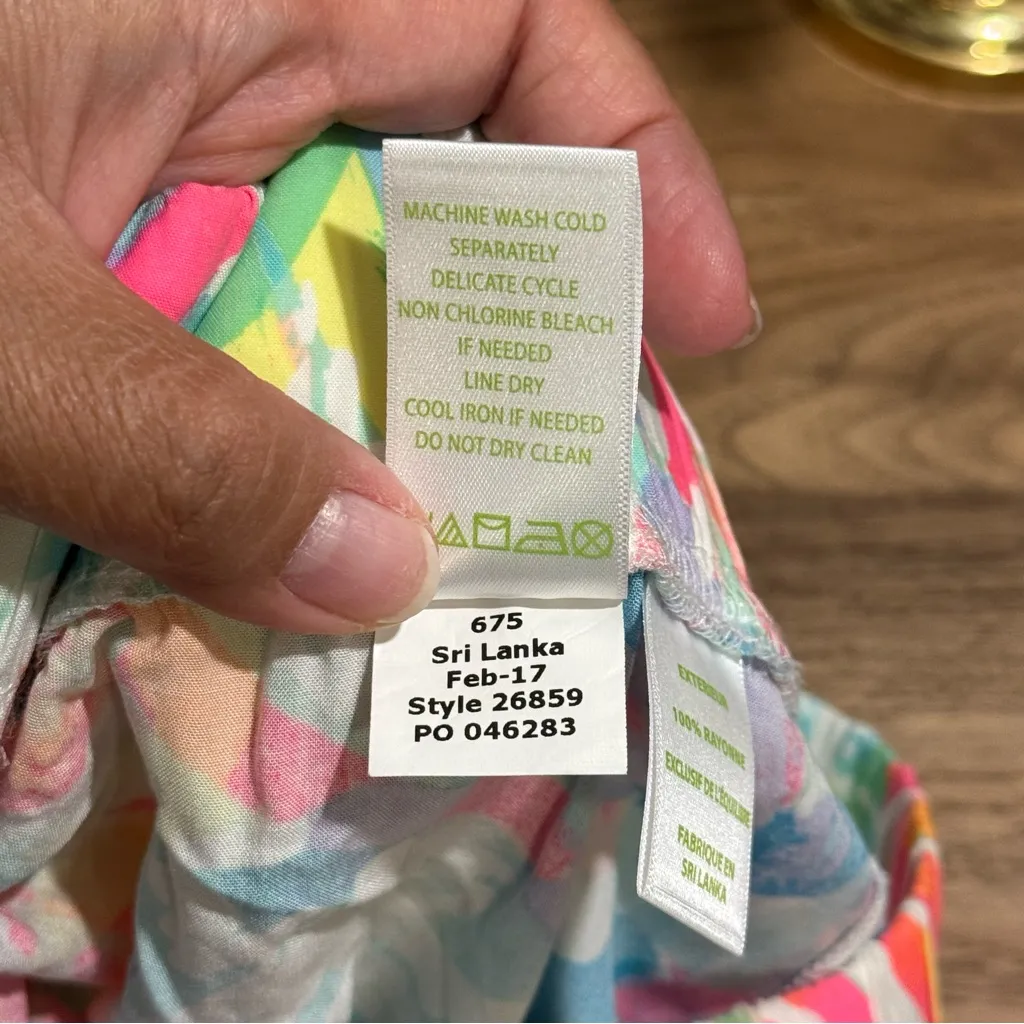 MACHINE WASH COLD
SEPARATELY
DELICATE CYCLE
NON CHLORINE BLEACH
IF NEEDED
LINE DRY
COOL IRON IF NEEDED
DO NOT DRY CLEAN
675
Sri Lanka
Feb-17
Style 26859
PO 046283
EXTERIEUR
100% RAYONNE
EXCLUSIF DE L'ÉQUILIBRE
FABRIQUE EN
SRI LANKA